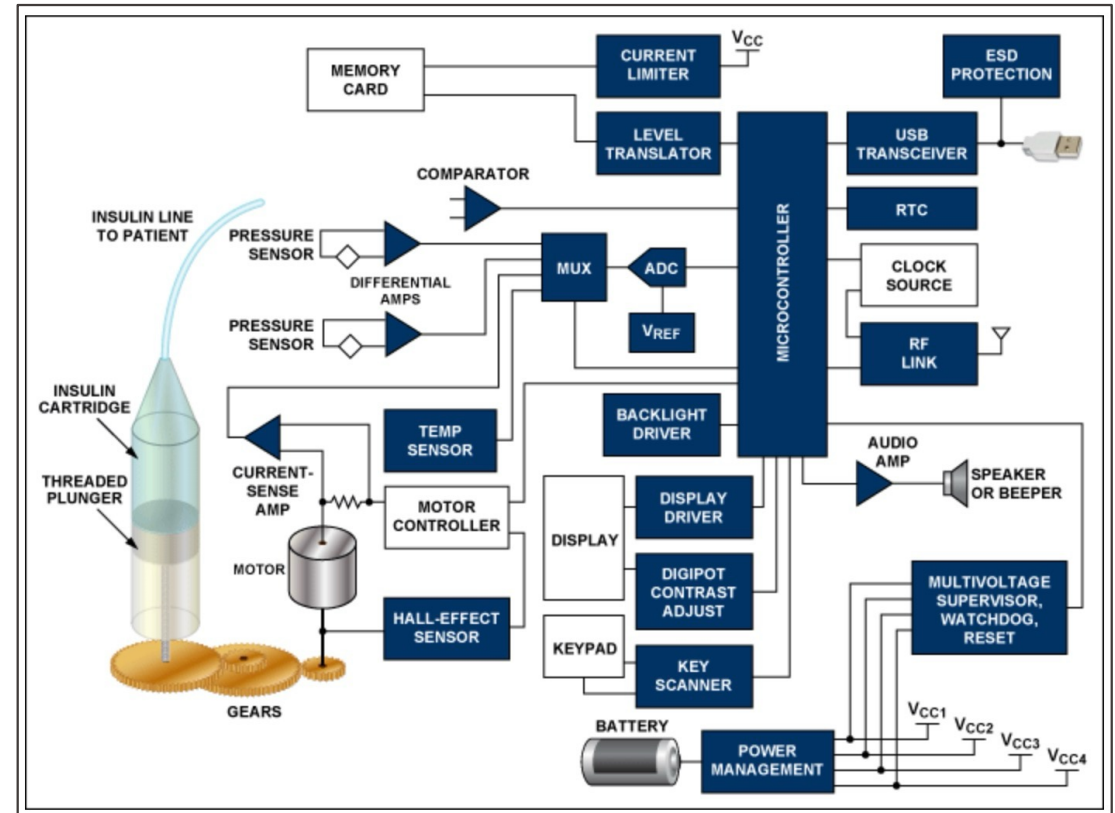 MEMORY
CARD
CURRENT
LIMITER
VCC
ESD
PROTECTION
LEVEL
TRANSLATOR
USB
TRANSCEIVER
COMPARATOR
MICROCONTROLLER
RTC
INSULIN LINE
TO PATIENT
PRESSURE
SENSOR
MUX
ADC
CLOCK
SOURCE
DIFFERENTIAL
AMPS
PRESSURE
SENSOR
VREF
RF
LINK
INSULIN
CARTRIDGE
TEMP
SENSOR
BACKLIGHT
DRIVER
AUDIO
AMP
THREADED
PLUNGER
CURRENT-
SENSE
AMP
MOTOR
CONTROLLER
SPEAKER
OR BEEPER
DISPLAY
DISPLAY
DRIVER
MOTOR
DIGIPOT
CONTRAST
ADJUST
MULTIVOLTAGE
SUPERVISOR,
WATCHDOG,
RESET
HALL-EFFECT
SENSOR
KEYPAD
KEY
SCANNER
GEARS
BATTERY
POWER
MANAGEMENT
VCC1
VCC2
VCC3
VCC4